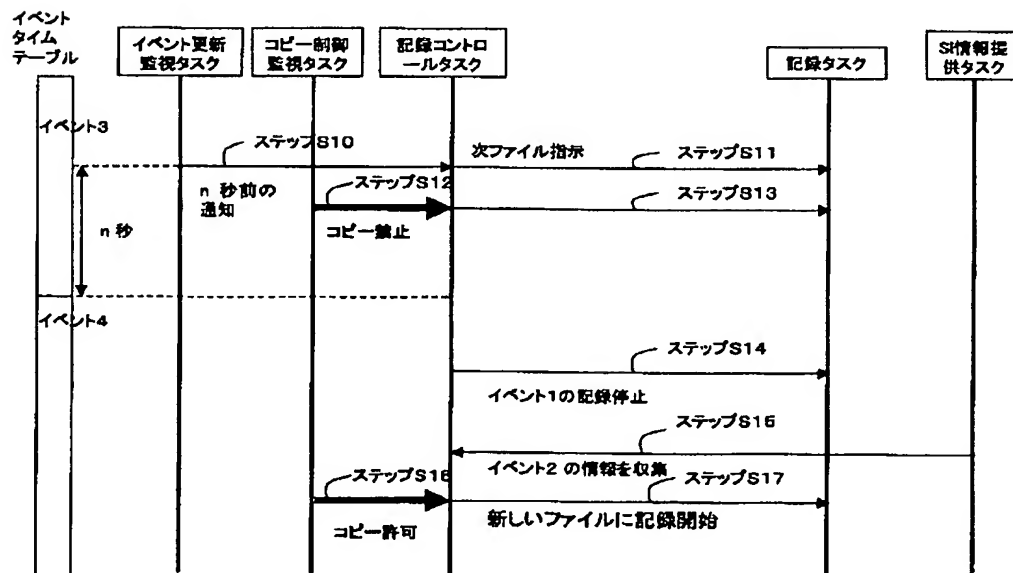 イベント
タイム
テーブル
イベント更新
監視タスク
コピー制御
監視タスク
記録コントロ
ールタスク
記録タスク
SI情報提
供タスク
イベント3
ステップS10
次ファイル指示
ステップS11
n 秒前の
通知
ステップS12
ステップS13
コピー禁止
n 秒
イベント4
ステップS14
イベント1の記録停止
ステップS15
イベント2 の情報を収集
ステップS16
ステップS17
新しいファイルに記録開始
コピー許可